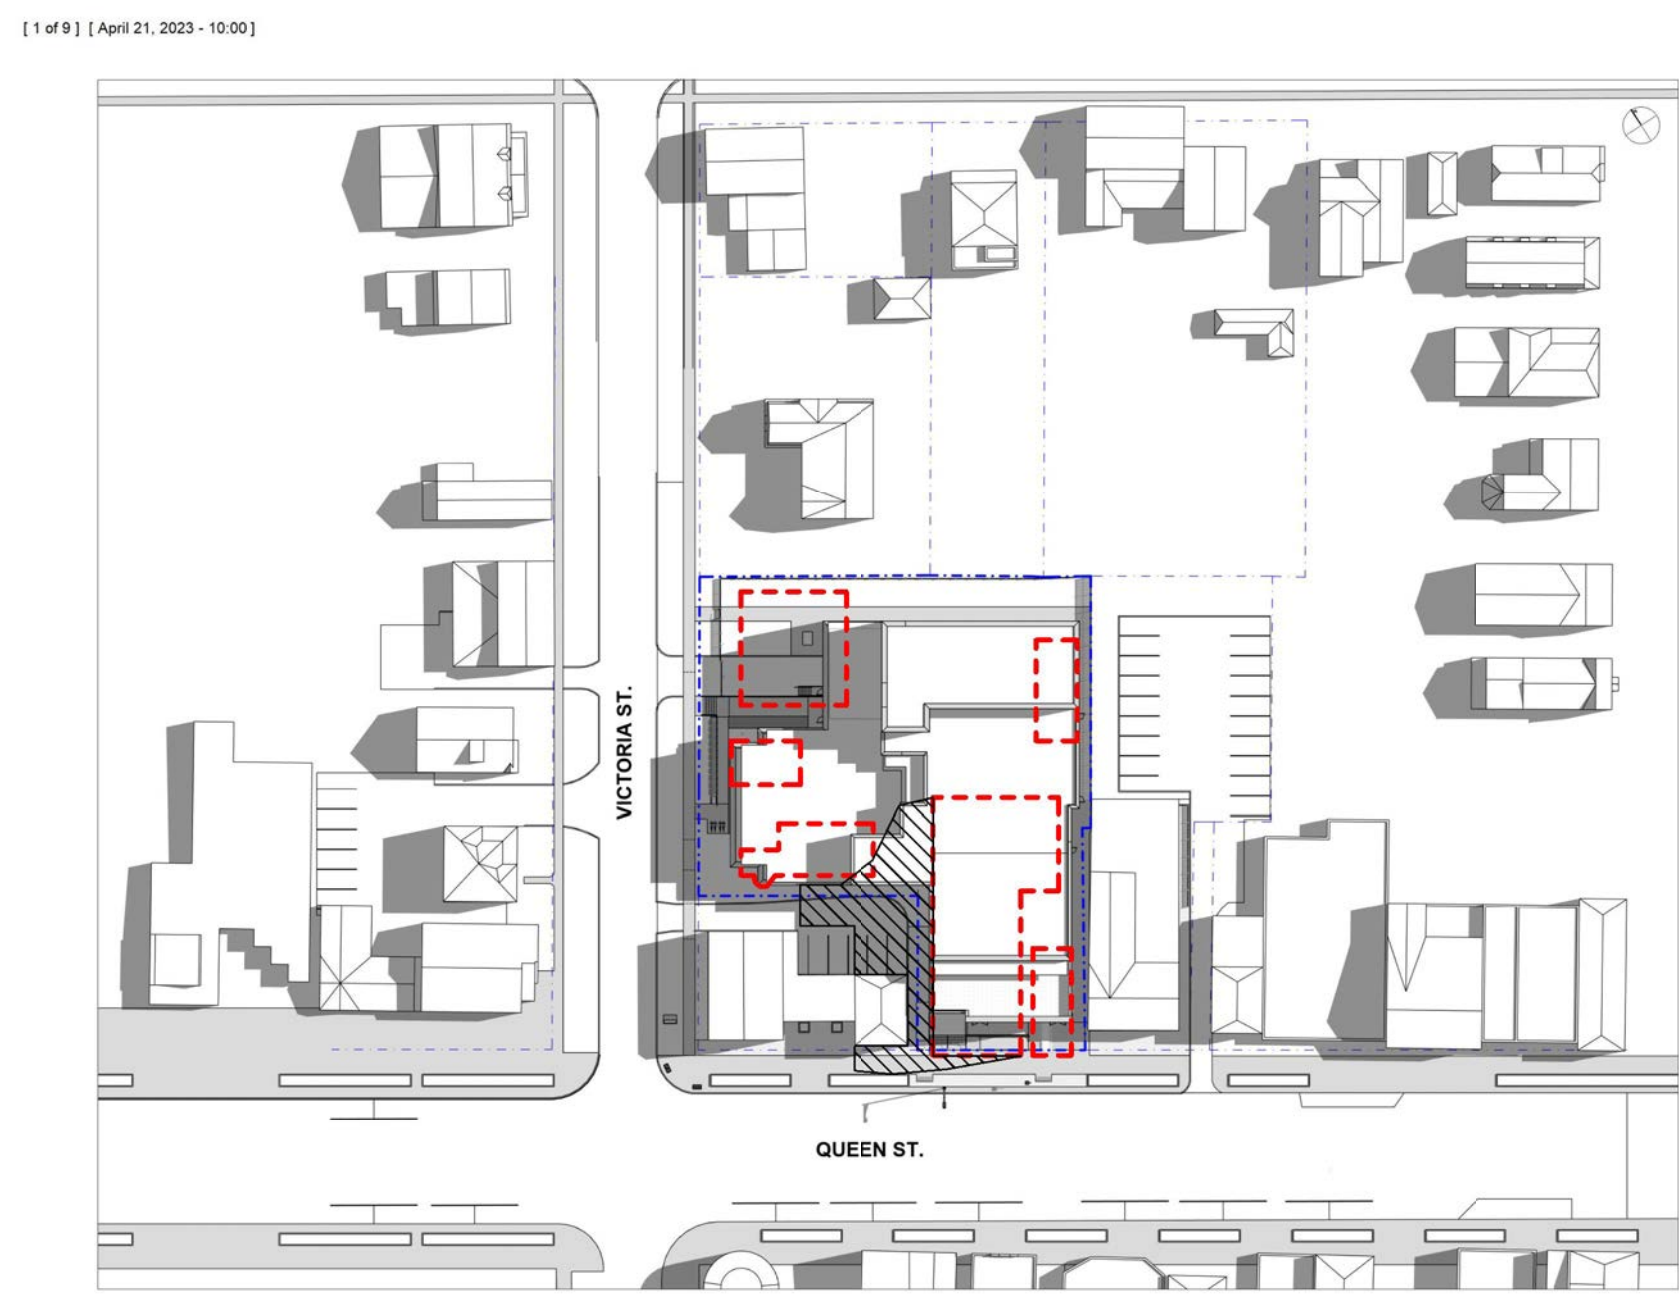 [ 1 of 9 ] [ April 21, 2023 - 10:00 ]
VICTORIA ST.
QUEEN ST.